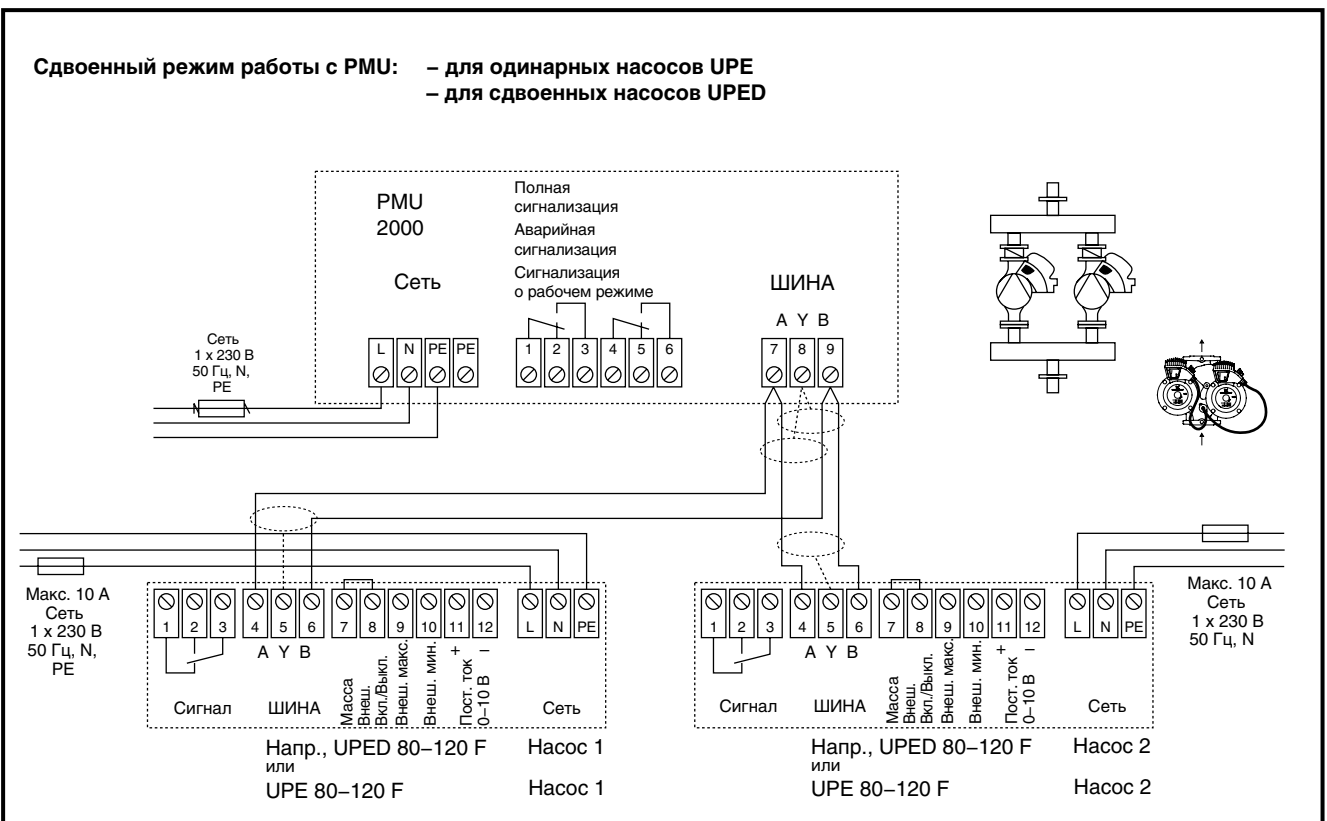 Сдвоенный режим работы с PMU: – для одинарных насосов UPE
– для сдвоенных насосов UPED
PMU
2000
Сеть
Полная
сигнализация
Аварийная
сигнализация
Сигнализация
о рабочем режиме
ШИНА
A Y B
L N PE PE
1 2 3 4 5 6
7 8 9
Сеть
1 x 230 В
50 Гц, N,
PE
Макс. 10 А
Сеть
1 x 230 В
50 Гц, N,
PE
1 2 3 4 5 6 7 8 9 10 11 12 L N PE
A Y B
+ –
Сигнал
ШИНА
Масса
Внеш.
Вкл./Выкл.
Внеш. макс.
Внеш. мин.
Пост. ток
0–10 В
Сеть
Напр., UPED 80–120 F Насос 1
или
UPE 80–120 F Насос 1
1 2 3 4 5 6 7 8 9 10 11 12 L N PE
A Y B
+ –
Сигнал
ШИНА
Масса
Внеш.
Вкл./Выкл.
Внеш. макс.
Внеш. мин.
Пост. ток
0–10 В
Сеть
Макс. 10 А
Сеть
1 x 230 В
50 Гц, N
Напр., UPED 80–120 F Насос 2
или
UPE 80–120 F Насос 2